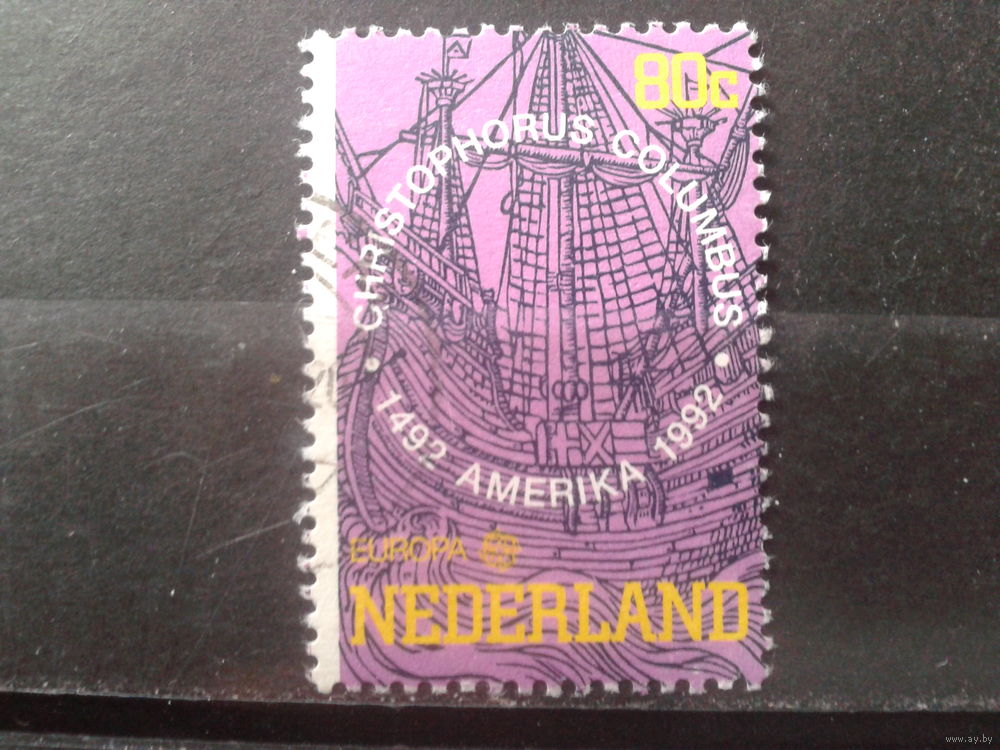 80c
CHRISTOPHORUS COLUMBUS
1492 AMERIKA 1992
EUROPA
NEDERLAND
www.ay.by